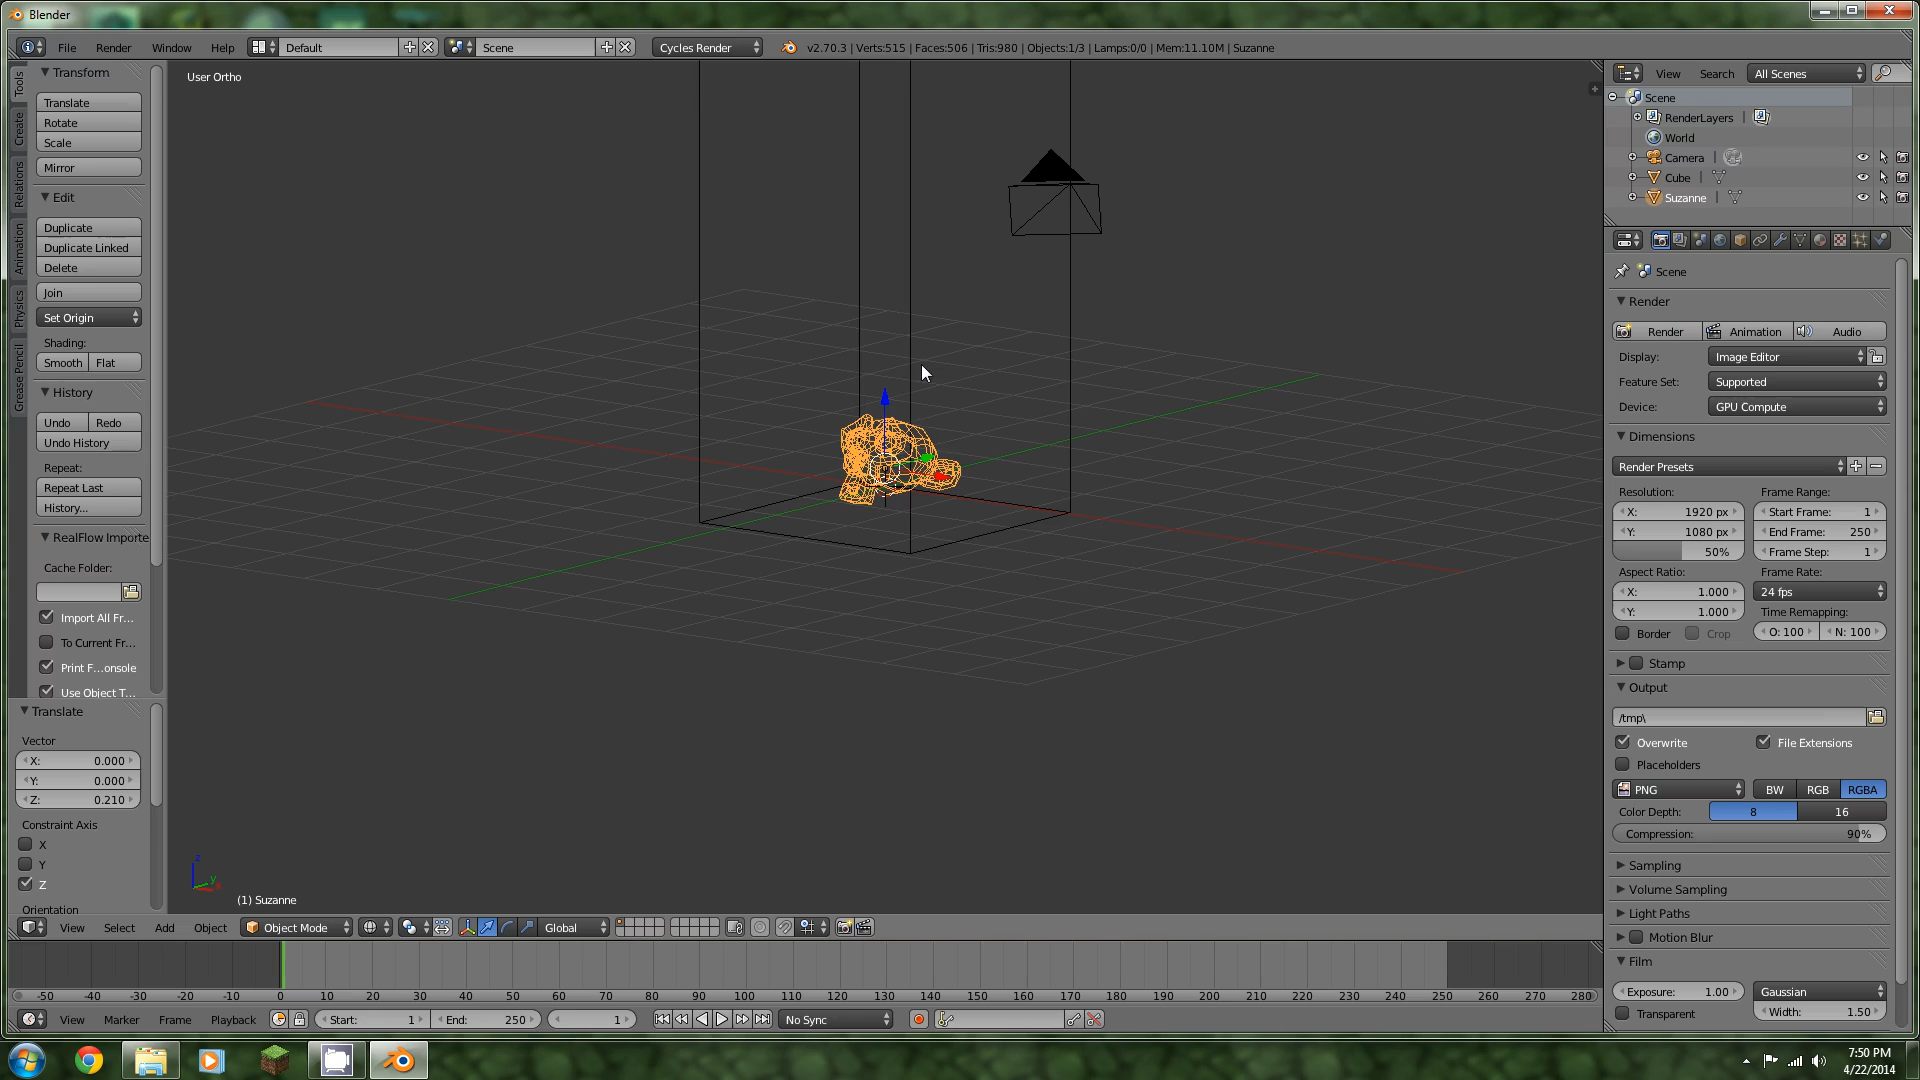 Blender
File Render Window Help Default Scene Cycles Render v2.70.3 | Verts:515 | Faces:506 | Tris:980 | Objects:1/3 | Lamps:0/0 | Mem:11.10M | Suzanne
Tools
Create
Relations
Animation
Physics
Grease Pencil
Transform
Translate
Rotate
Scale
Mirror
Edit
Duplicate
Duplicate Linked
Delete
Join
Set Origin
Shading:
Smooth Flat
History
Undo Redo
Undo History
Repeat:
Repeat Last
History...
RealFlow Importe
Cache Folder:
Import All Fr...
To Current Fr...
Print F...onsole
Use Object T...
Translate
Vector
X: 0.000
Y: 0.000
Z: 0.210
Constraint Axis
X
Y
Z
Orientation
User Ortho
z
y
(1) Suzanne
View Select Add Object Object Mode Global
-50 -40 -30 -20 -10 0 10 20 30 40 50 60 70 80 90 100 110 120 130 140 150 160 170 180 190 200 210 220 230 240 250 260 270 280
View Marker Frame Playback Start: 1 End: 250 1 No Sync
View Search All Scenes
Scene
RenderLayers
World
Camera
Cube
Suzanne
Scene
Render
Render Animation Audio
Display: Image Editor
Feature Set: Supported
Device: GPU Compute
Dimensions
Render Presets
Resolution: Frame Range:
X: 1920 px Start Frame: 1
Y: 1080 px End Frame: 250
50% Frame Step: 1
Aspect Ratio: Frame Rate:
X: 1.000 24 fps
Y: 1.000 Time Remapping:
Border Crop O: 100 N: 100
Stamp
Output
/tmp\
Overwrite File Extensions
Placeholders
PNG BW RGB RGBA
Color Depth: 8 16
Compression: 90%
Sampling
Volume Sampling
Light Paths
Motion Blur
Film
Exposure: 1.00 Gaussian
Transparent Width: 1.50
7:50 PM
4/22/2014